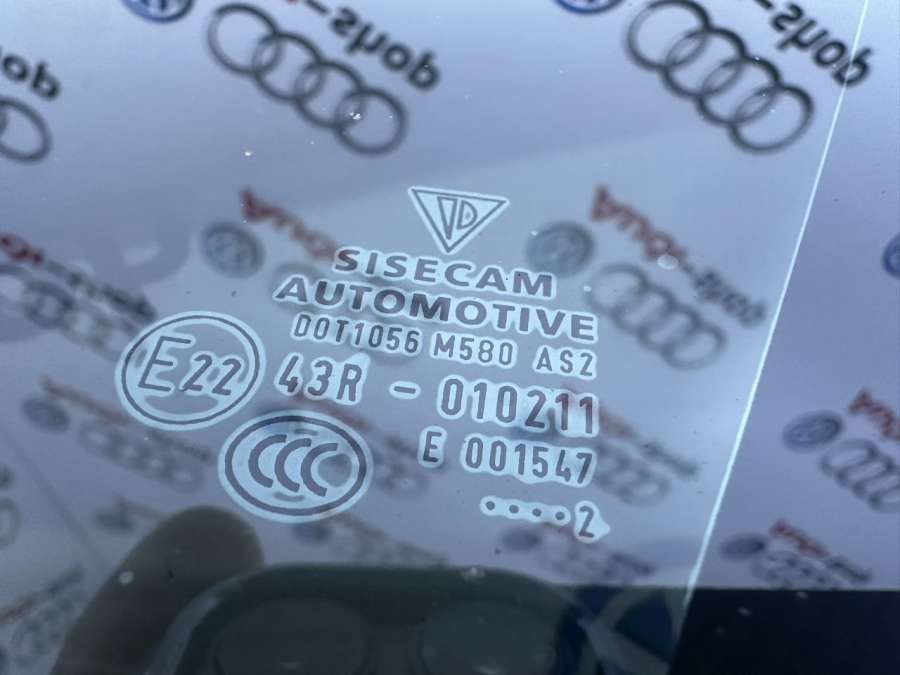 SISECAM
AUTOMOTIVE
DOT1056 M580 AS2
E22
43R - 010211
CCC
E 001547
····2